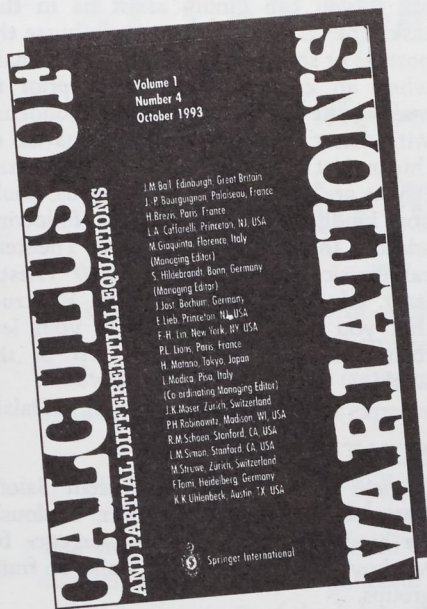 CALCULUS OF
AND PARTIAL DIFFERENTIAL EQUATIONS
VARIATIONS
Volume 1
Number 4
October 1993
J.M Ball, Edinburgh, Great Britain
J.-P. Bourguignon, Palaiseau, France
H.Brezis, Paris, France
L.A. Caffarelli, Princeton, NJ, USA
M.Giaquinta, Florence, Italy
(Managing Editor)
S. Hildebrandt, Bonn, Germany
(Managing Editor)
J.Jost, Bochum, Germany
E.Lieb, Princeton, NJ, USA
F.-H. Lin, New York, NY, USA
P.L. Lions, Paris, France
H. Matano, Tokyo, Japan
L.Modica, Pisa, Italy
(Co-ordinating Managing Editor)
J.K.Moser, Zürich, Switzerland
P.H.Rabinowitz, Madison, WI, USA
R.M.Schoen, Stanford, CA, USA
L.M.Simon, Stanford, CA, USA
M.Struwe, Zürich, Switzerland
F.Tomi, Heidelberg, Germany
K.K.Uhlenbeck, Austin, TX, USA
Springer International